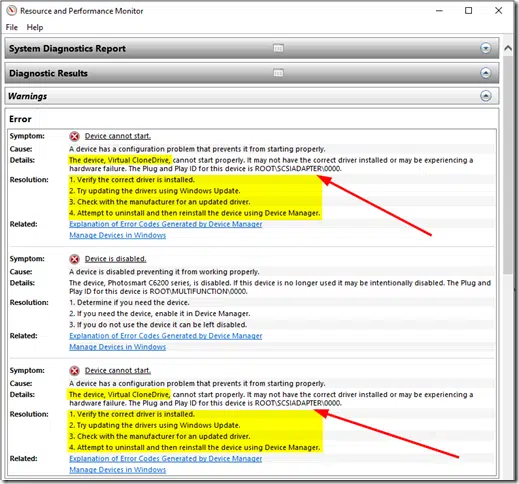 Resource and Performance Monitor
File Help
System Diagnostics Report
Diagnostic Results
Warnings
Error
Symptom: Device cannot start.
Cause: A device has a configuration problem that prevents it from starting properly.
Details: The device, Virtual CloneDrive, cannot start properly. It may not have the correct driver installed or may be experiencing a
hardware failure. The Plug and Play ID for this device is ROOT\SCSIADAPTER\0000.
Resolution: 1. Verify the correct driver is installed.
2. Try updating the drivers using Windows Update.
3. Check with the manufacturer for an updated driver.
4. Attempt to uninstall and then reinstall the device using Device Manager.
Related: Explanation of Error Codes Generated by Device Manager
Manage Devices in Windows
Symptom: Device is disabled.
Cause: A device is disabled preventing it from working properly.
Details: The device, Photosmart C6200 series, is disabled. If this device is no longer used it may be intentionally disabled. The Plug and
Play ID for this device is ROOT\MULTIFUNCTION\0000.
Resolution: 1. Determine if you need the device.
2. If you need the device, enable it in Device Manager.
3. If you do not use the device it can be left disabled.
Related: Explanation of Error Codes Generated by Device Manager
Manage Devices in Windows
Symptom: Device cannot start.
Cause: A device has a configuration problem that prevents it from starting properly.
Details: The device, Virtual CloneDrive, cannot start properly. It may not have the correct driver installed or may be experiencing a
hardware failure. The Plug and Play ID for this device is ROOT\SCSIADAPTER\0000.
Resolution: 1. Verify the correct driver is installed.
2. Try updating the drivers using Windows Update.
3. Check with the manufacturer for an updated driver.
4. Attempt to uninstall and then reinstall the device using Device Manager.
Related: Explanation of Error Codes Generated by Device Manager
Manage Devices in Windows